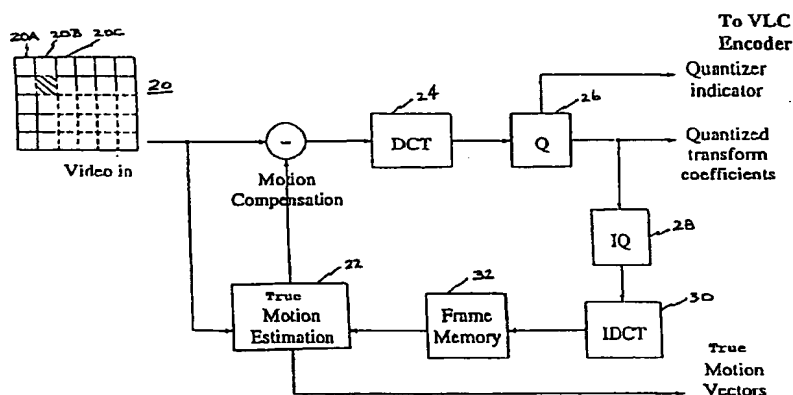 To VLC
Encoder
20A 20B 20C
20
Video in
-
Motion
Compensation
24
DCT
26
Q
Quantizer
indicator
Quantized
transform
coefficients
28
IQ
22
True
Motion
Estimation
32
Frame
Memory
30
IDCT
True
Motion
Vectors